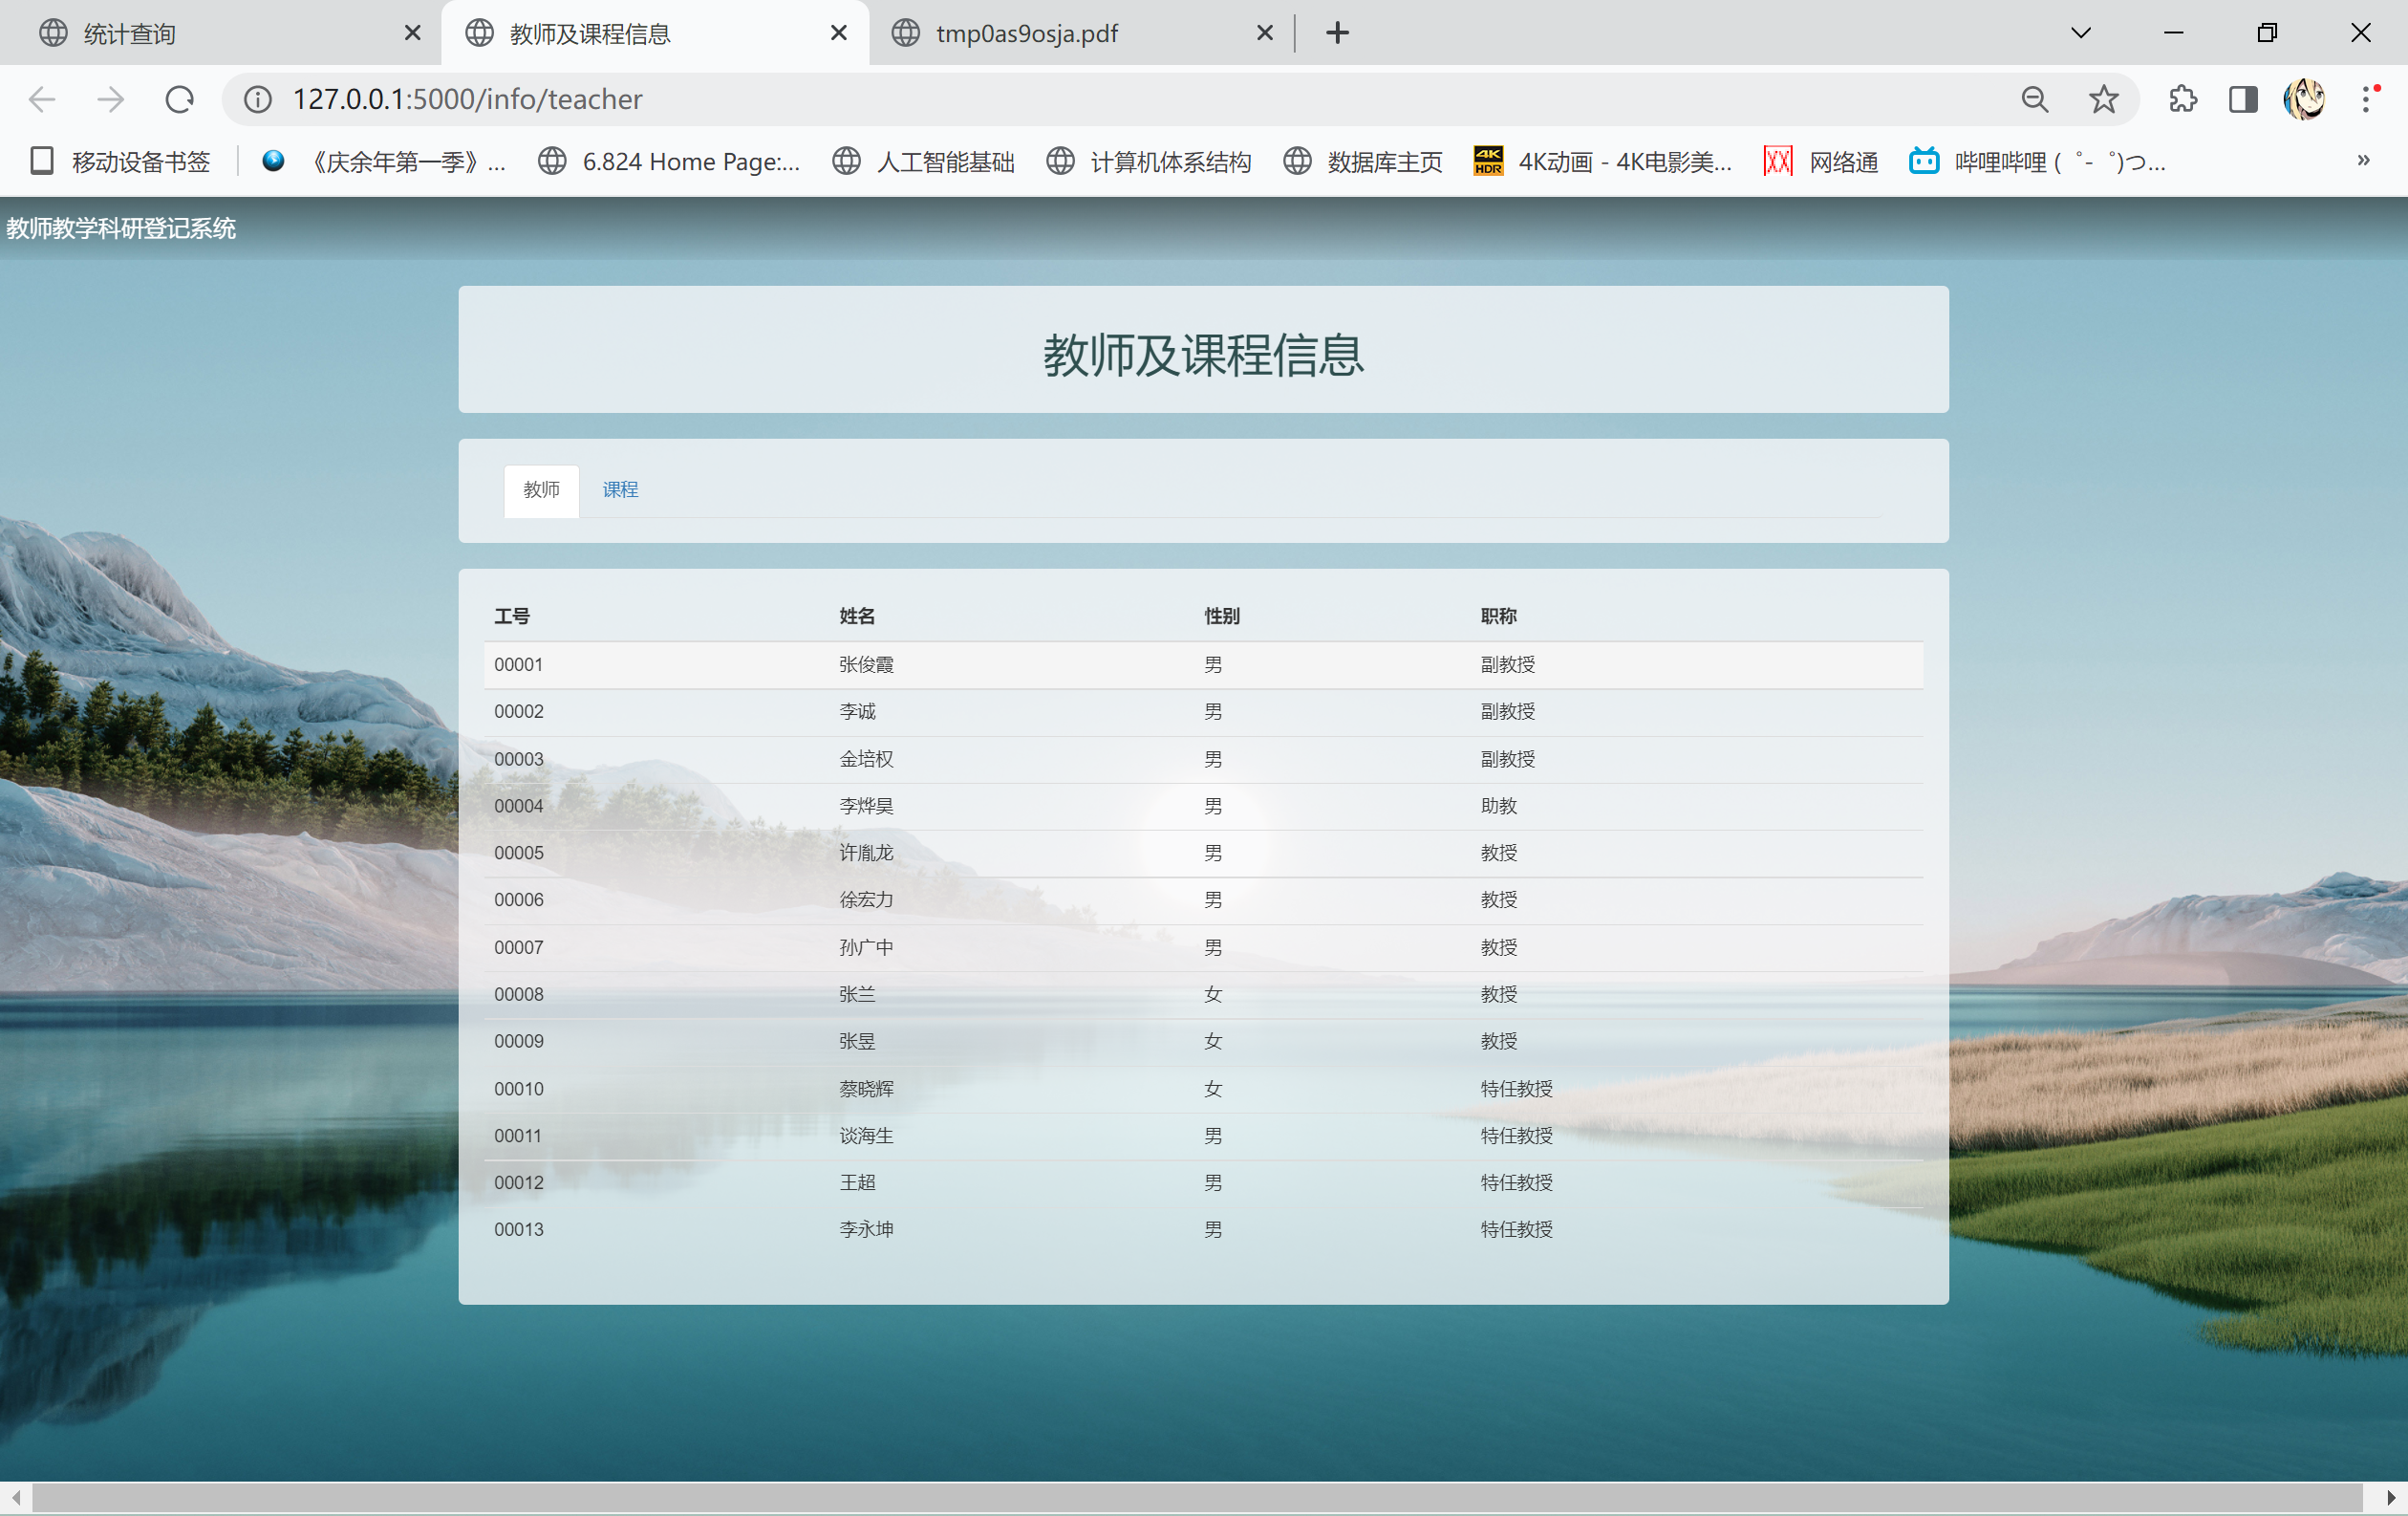 统计查询 教师及课程信息 tmp0as9osja.pdf
127.0.0.1:5000/info/teacher
移动设备书签 《庆余年第一季》... 6.824 Home Page:... 人工智能基础 计算机体系结构 数据库主页 4K HDR 4K动画 - 4K电影美... 网络通 哔哩哔哩 ( ゜- ゜)つ... »
教师教学科研登记系统
教师及课程信息
教师 课程
工号 姓名 性别 职称
00001 张俊霞 男 副教授
00002 李诚 男 副教授
00003 金培权 男 副教授
00004 李烨昊 男 助教
00005 许胤龙 男 教授
00006 徐宏力 男 教授
00007 孙广中 男 教授
00008 张兰 女 教授
00009 张昱 女 教授
00010 蔡晓辉 女 特任教授
00011 谈海生 男 特任教授
00012 王超 男 特任教授
00013 李永坤 男 特任教授